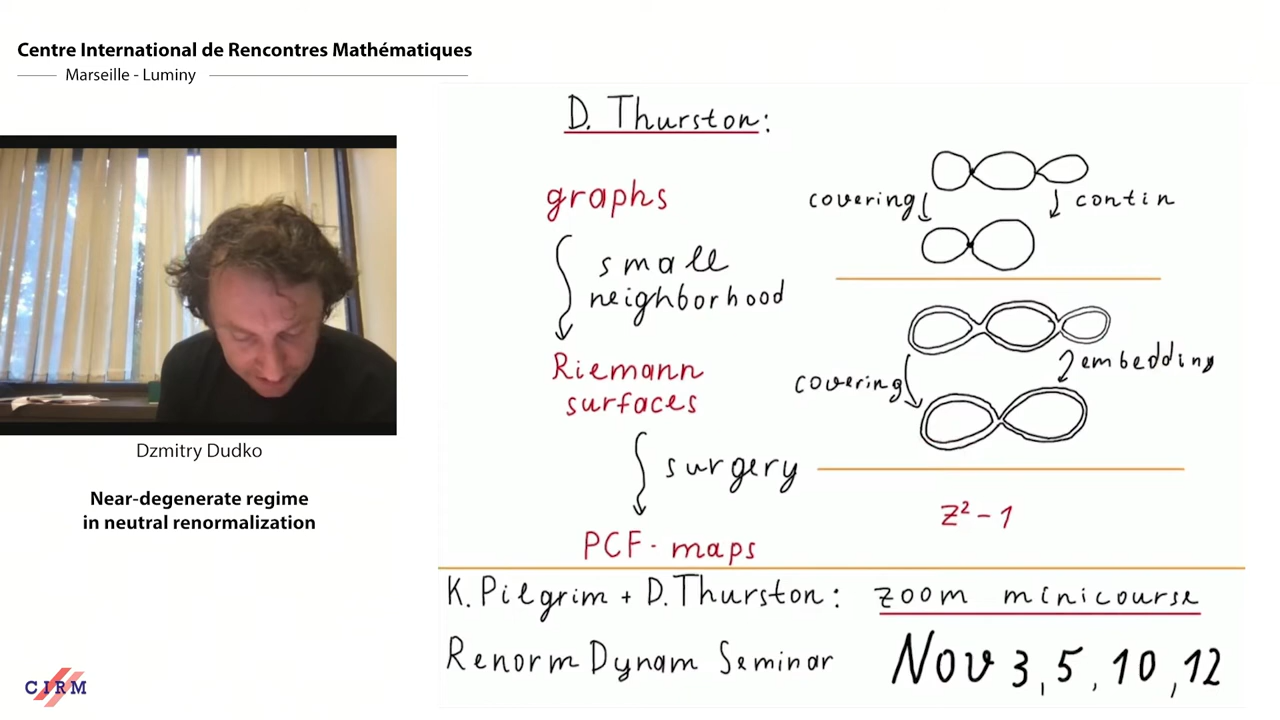 Centre International de Rencontres Mathématiques
Marseille - Luminy
D. Thurston:
graphs
small
neighborhood
Riemann
surfaces
surgery
PCF - maps
covering
contin
covering
embedding
z² - 1
K. Pilgrim + D. Thurston: zoom minicourse
Renorm Dynam Seminar Nov 3, 5, 10, 12
Dzmitry Dudko
Near-degenerate regime
in neutral renormalization
CIRM